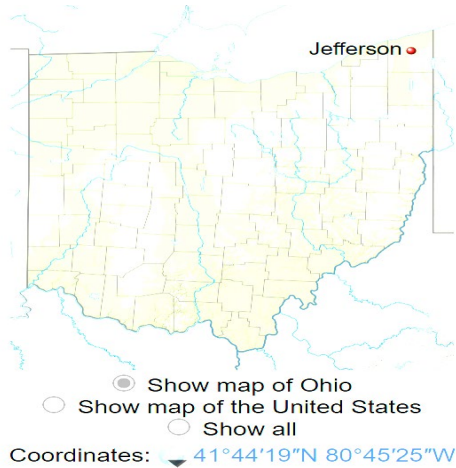 Jefferson
Show map of Ohio
Show map of the United States
Show all
Coordinates: 41°44′19″N 80°45′25″W